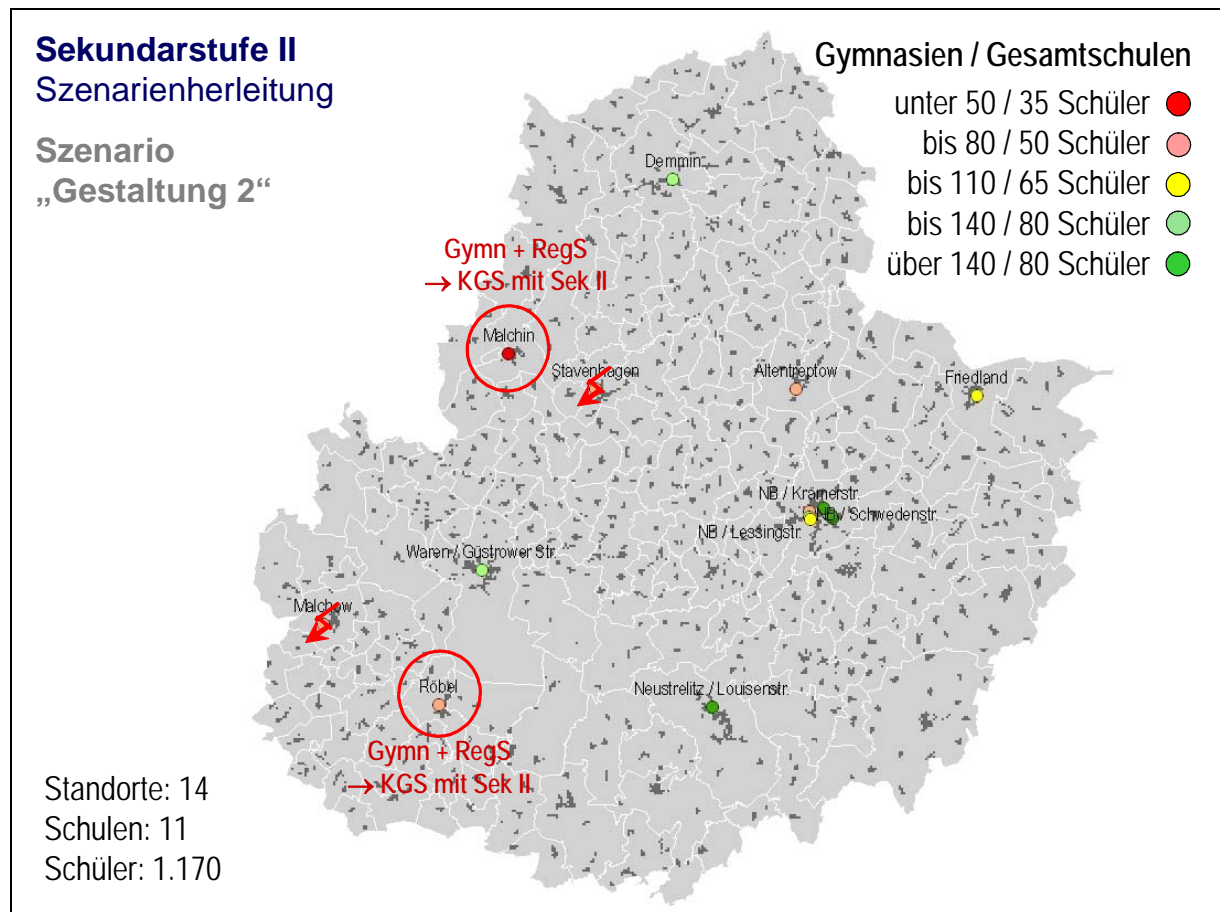 Sekundarstufe II
Szenarienherleitung
Szenario
„Gestaltung 2“
Gymnasien / Gesamtschulen
unter 50 / 35 Schüler
bis 80 / 50 Schüler
bis 110 / 65 Schüler
bis 140 / 80 Schüler
über 140 / 80 Schüler
Demmin
Gymn + RegS
→ KGS mit Sek II
Malchin
Stavenhagen
Altentreptow
Friedland
NB / Krämerstr.
NB / Schwedenstr.
NB / Lessingstr.
Waren / Güstrower Str.
Malchow
Röbel
Neustrelitz / Louisenstr.
Gymn + RegS
→ KGS mit Sek II
Standorte: 14
Schulen: 11
Schüler: 1.170